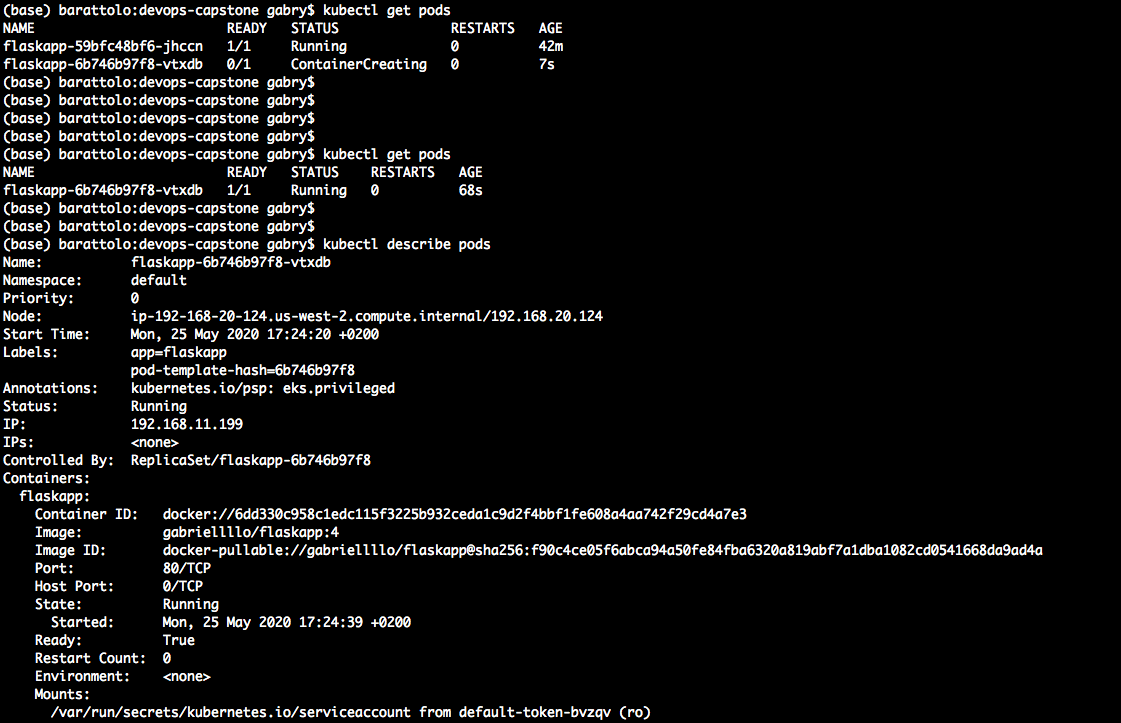 (base) barattolo:devops-capstone gabry$ kubectl get pods
NAME                        READY   STATUS              RESTARTS   AGE
flaskapp-59bfc48bf6-jhccn   1/1     Running             0          42m
flaskapp-6b746b97f8-vtxdb   0/1     ContainerCreating   0          7s
(base) barattolo:devops-capstone gabry$
(base) barattolo:devops-capstone gabry$
(base) barattolo:devops-capstone gabry$
(base) barattolo:devops-capstone gabry$
(base) barattolo:devops-capstone gabry$ kubectl get pods
NAME                        READY   STATUS    RESTARTS   AGE
flaskapp-6b746b97f8-vtxdb   1/1     Running   0          68s
(base) barattolo:devops-capstone gabry$
(base) barattolo:devops-capstone gabry$
(base) barattolo:devops-capstone gabry$ kubectl describe pods
Name:           flaskapp-6b746b97f8-vtxdb
Namespace:      default
Priority:       0
Node:           ip-192-168-20-124.us-west-2.compute.internal/192.168.20.124
Start Time:     Mon, 25 May 2020 17:24:20 +0200
Labels:         app=flaskapp
                pod-template-hash=6b746b97f8
Annotations:    kubernetes.io/psp: eks.privileged
Status:         Running
IP:             192.168.11.199
IPs:            <none>
Controlled By:  ReplicaSet/flaskapp-6b746b97f8
Containers:
  flaskapp:
    Container ID:   docker://6dd330c958c1edc115f3225b932ceda1c9d2f4bbf1fe608a4aa742f29cd4a7e3
    Image:          gabriellllo/flaskapp:4
    Image ID:       docker-pullable://gabriellllo/flaskapp@sha256:f90c4ce05f6abca94a50fe84fba6320a819abf7a1dba1082cd0541668da9ad4a
    Port:           80/TCP
    Host Port:      0/TCP
    State:          Running
      Started:      Mon, 25 May 2020 17:24:39 +0200
    Ready:          True
    Restart Count:  0
    Environment:    <none>
    Mounts:
      /var/run/secrets/kubernetes.io/serviceaccount from default-token-bvzqv (ro)